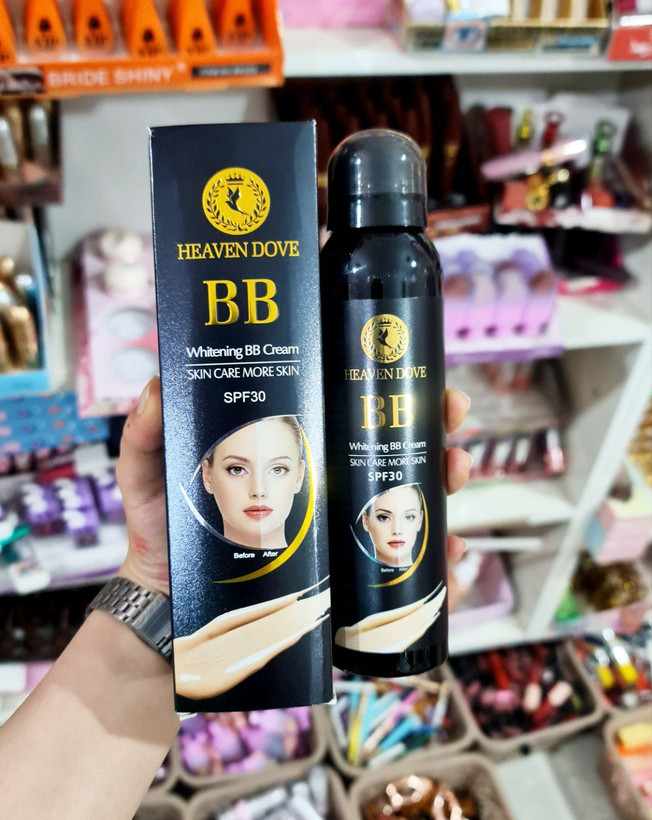 BRIDE SHINY
HEAVEN DOVE
BB
Whitening BB Cream
SKIN CARE MORE SKIN
SPF30
Before After
HEAVEN DOVE
BB
Whitening BB Cream
SKIN CARE MORE SKIN
SPF30
Before After